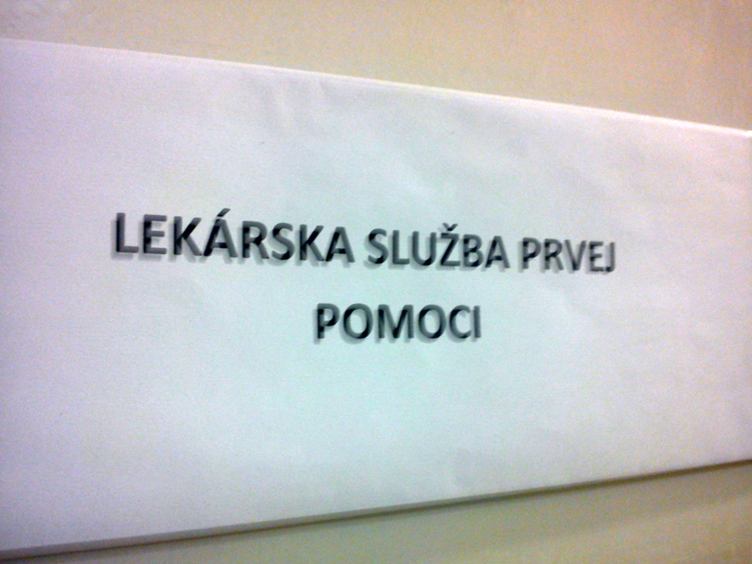 LEKÁRSKA SLUŽBA PRVEJ
POMOCI